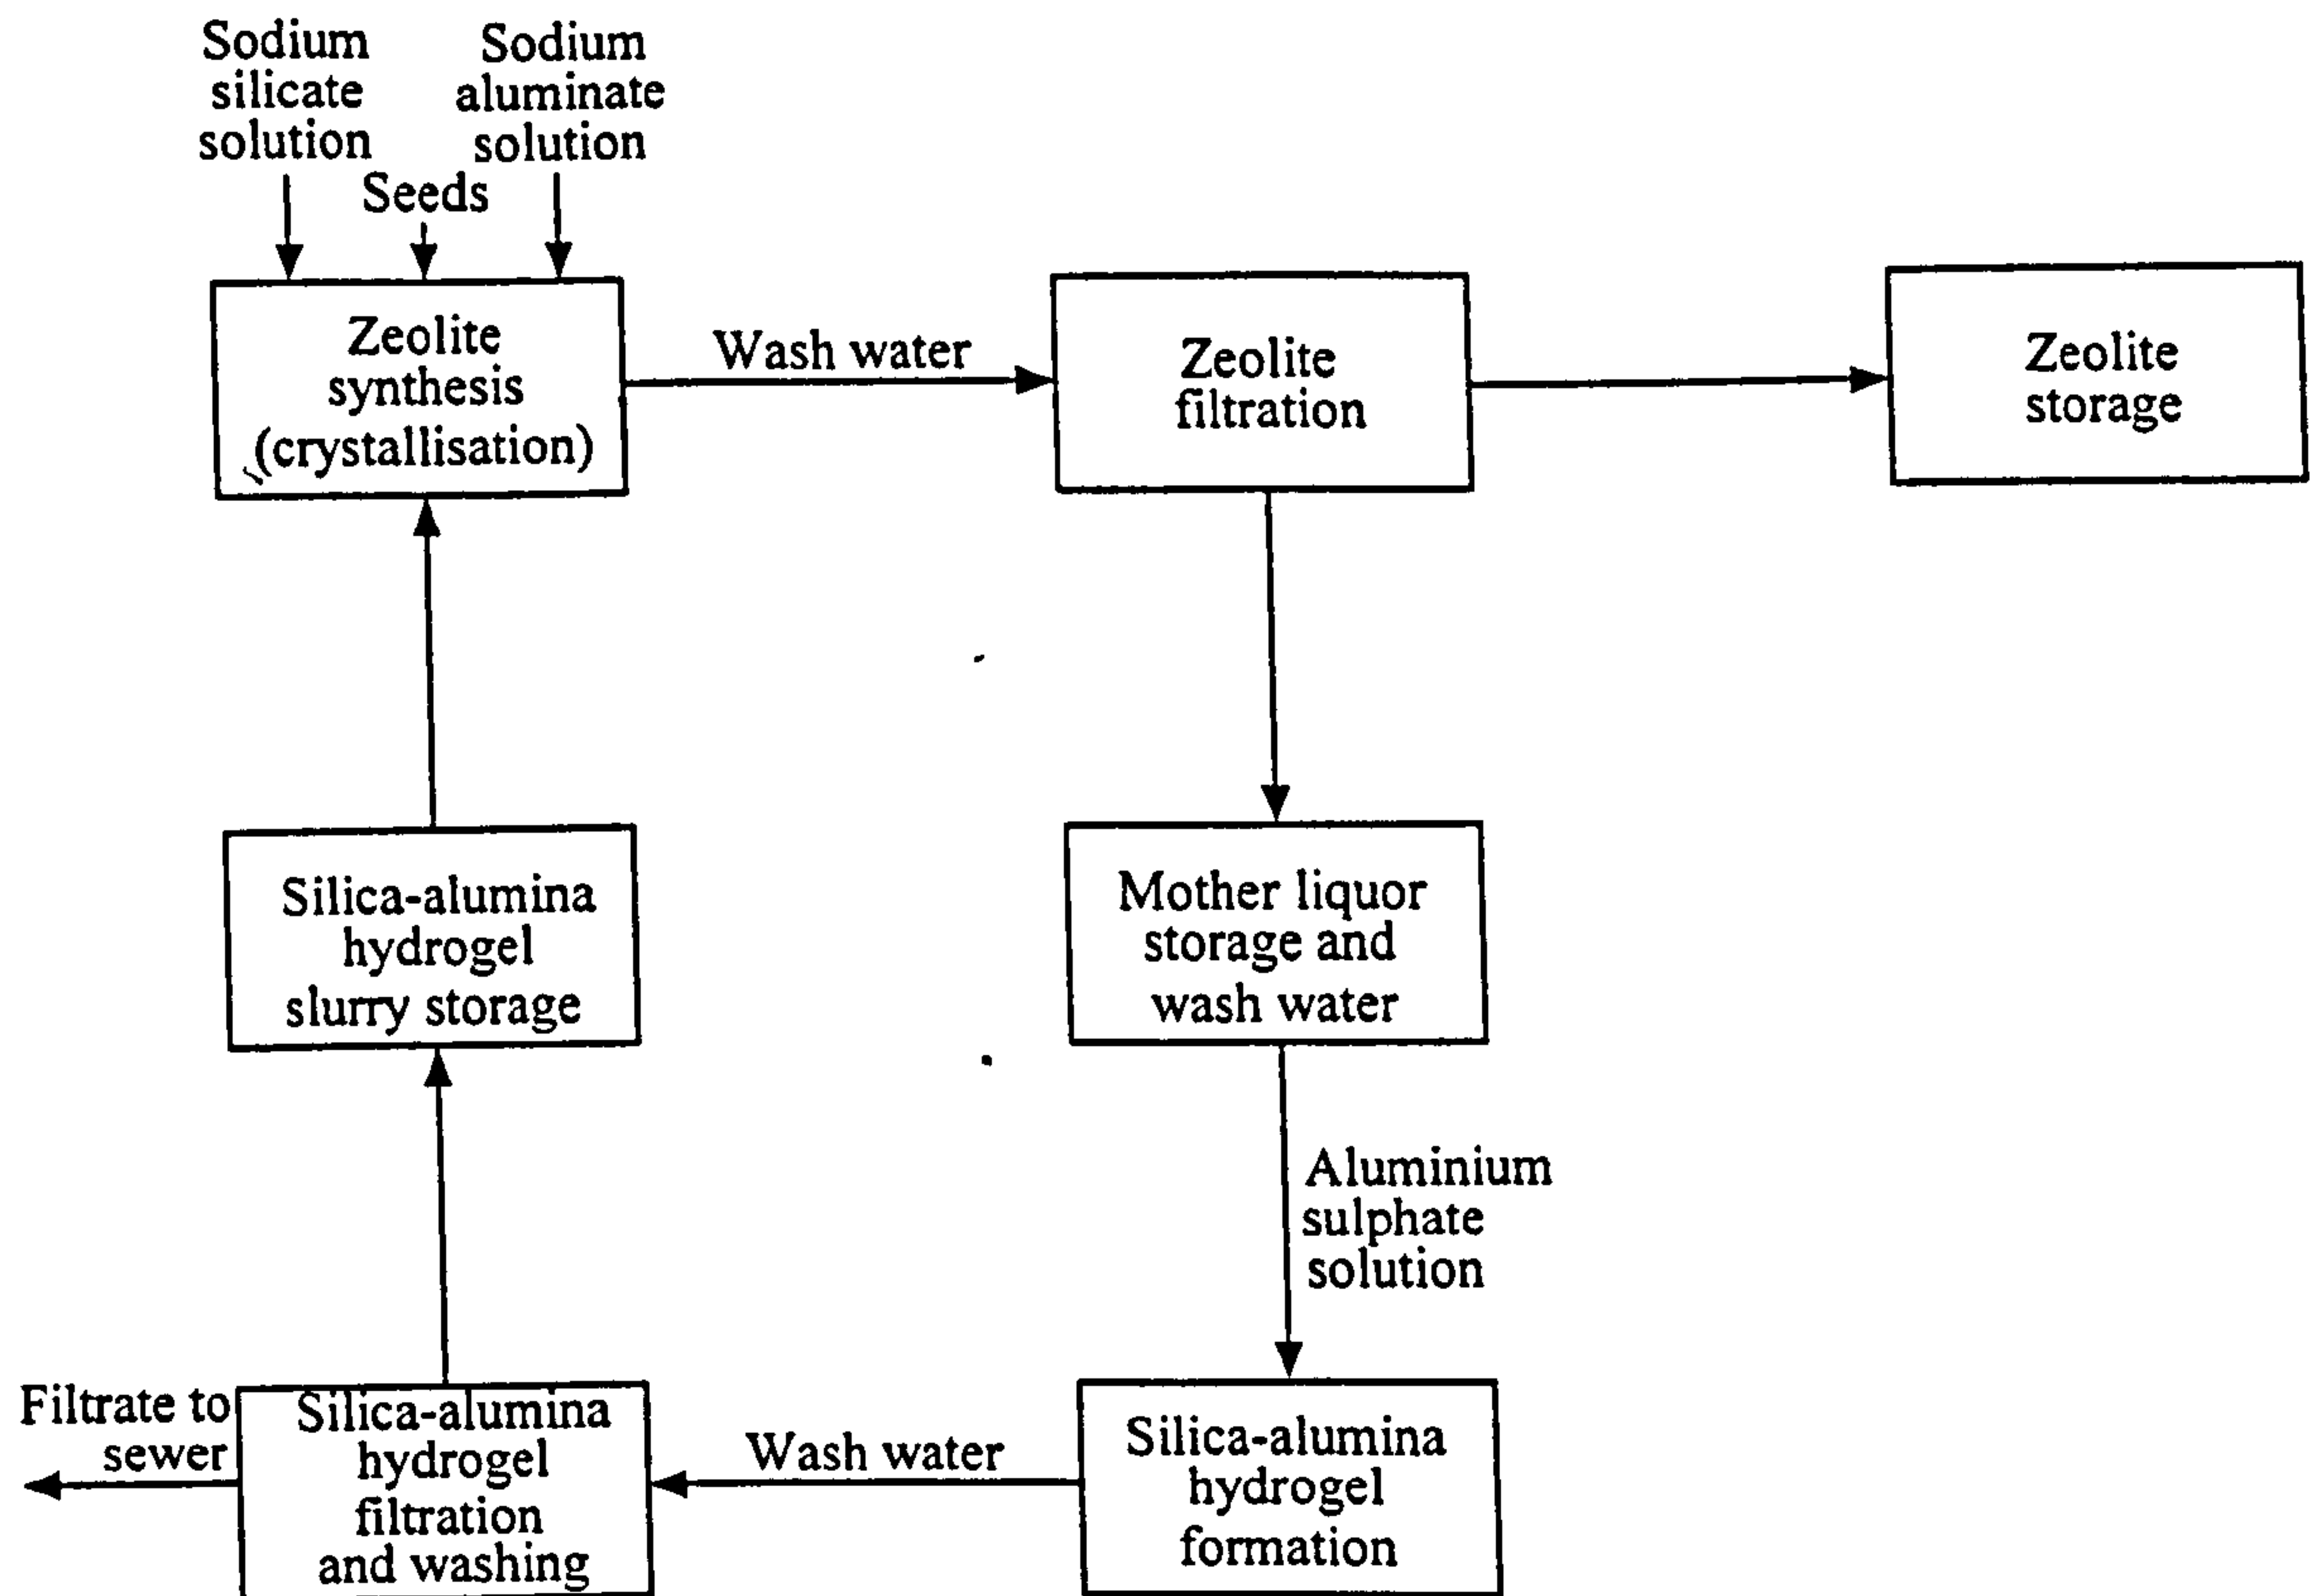 Sodium
silicate
solution
Seeds
Sodium
aluminate
solution
Zeolite
synthesis
(crystallisation)
Wash water
Zeolite
filtration
Zeolite
storage
Silica-alumina
hydrogel
slurry storage
Mother liquor
storage and
wash water
Aluminium
sulphate
solution
Filtrate to
sewer
Silica-alumina
hydrogel
filtration
and washing
Wash water
Silica-alumina
hydrogel
formation